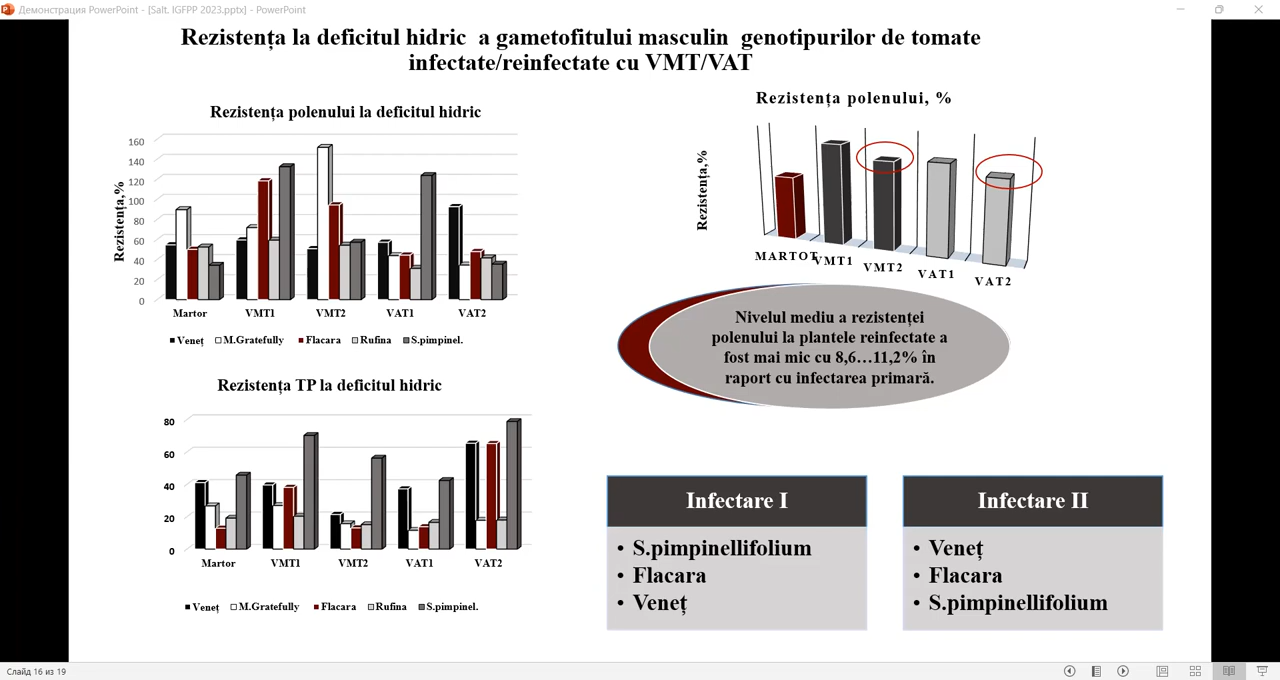 Демонстрация PowerPoint - [Salt. IGFPP 2023.pptx] - PowerPoint
Rezistența la deficitul hidric a gametofitului masculin genotipurilor de tomate
infectate/reinfectate cu VMT/VAT
Rezistența polenului la deficitul hidric
Rezistența,%
160
140
120
100
80
60
40
20
0
Martor VMT1 VMT2 VAT1 VAT2
Veneț M.Gratefully Flacara Rufina S.pimpinel.
Rezistența TP la deficitul hidric
80
60
40
20
0
Martor VMT1 VMT2 VAT1 VAT2
Veneț M.Gratefully Flacara Rufina S.pimpinel.
Rezistența polenului, %
Rezistența,%
MARTOT VMT1 VMT2 VAT1 VAT2
Nivelul mediu a rezistenței
polenului la plantele reinfectate a
fost mai mic cu 8,6…11,2% în
raport cu infectarea primară.
Infectare I
• S.pimpinellifolium
• Flacara
• Veneț
Infectare II
• Veneț
• Flacara
• S.pimpinellifolium
Слайд 16 из 19